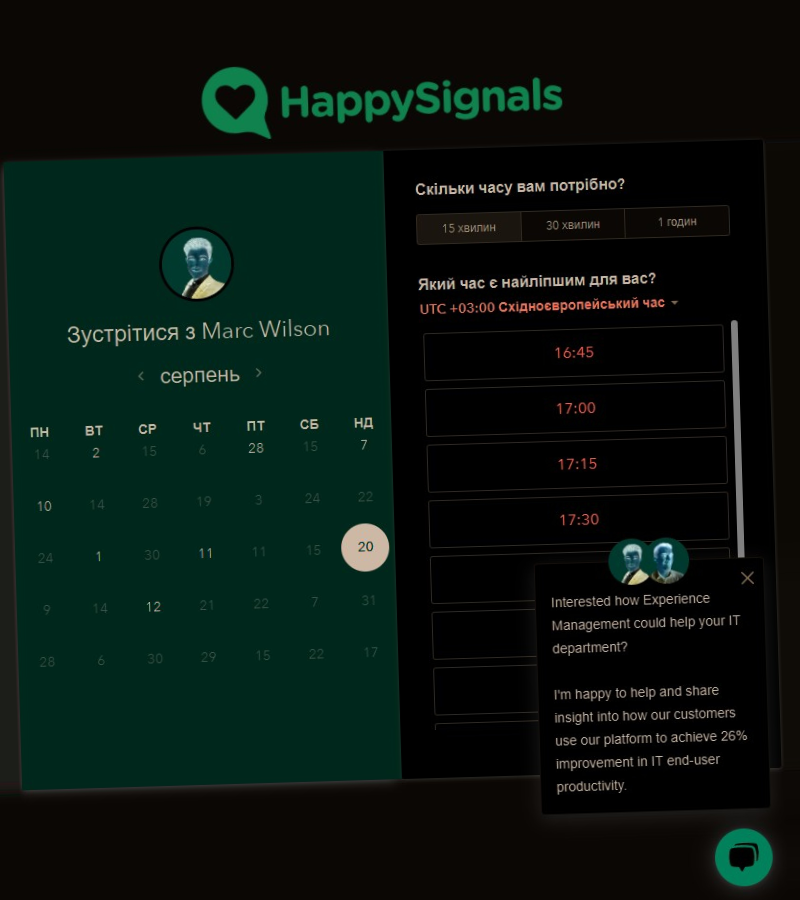 HappySignals
Зустрітися з Marc Wilson
серпень
ПН ВТ СР ЧТ ПТ СБ НД
14 2 15 6 28 15 7
10 14 28 19 3 24 22
24 1 30 11 11 15 20
9 14 12 21 22 7 31
28 6 30 29 15 22 17
Скільки часу вам потрібно?
15 хвилин 30 хвилин 1 годин
Який час є найліпшим для вас?
UTC +03:00 Східноєвропейський час
16:45
17:00
17:15
17:30
Interested how Experience
Management could help your IT
department?
I'm happy to help and share
insight into how our customers
use our platform to achieve 26%
improvement in IT end-user
productivity.